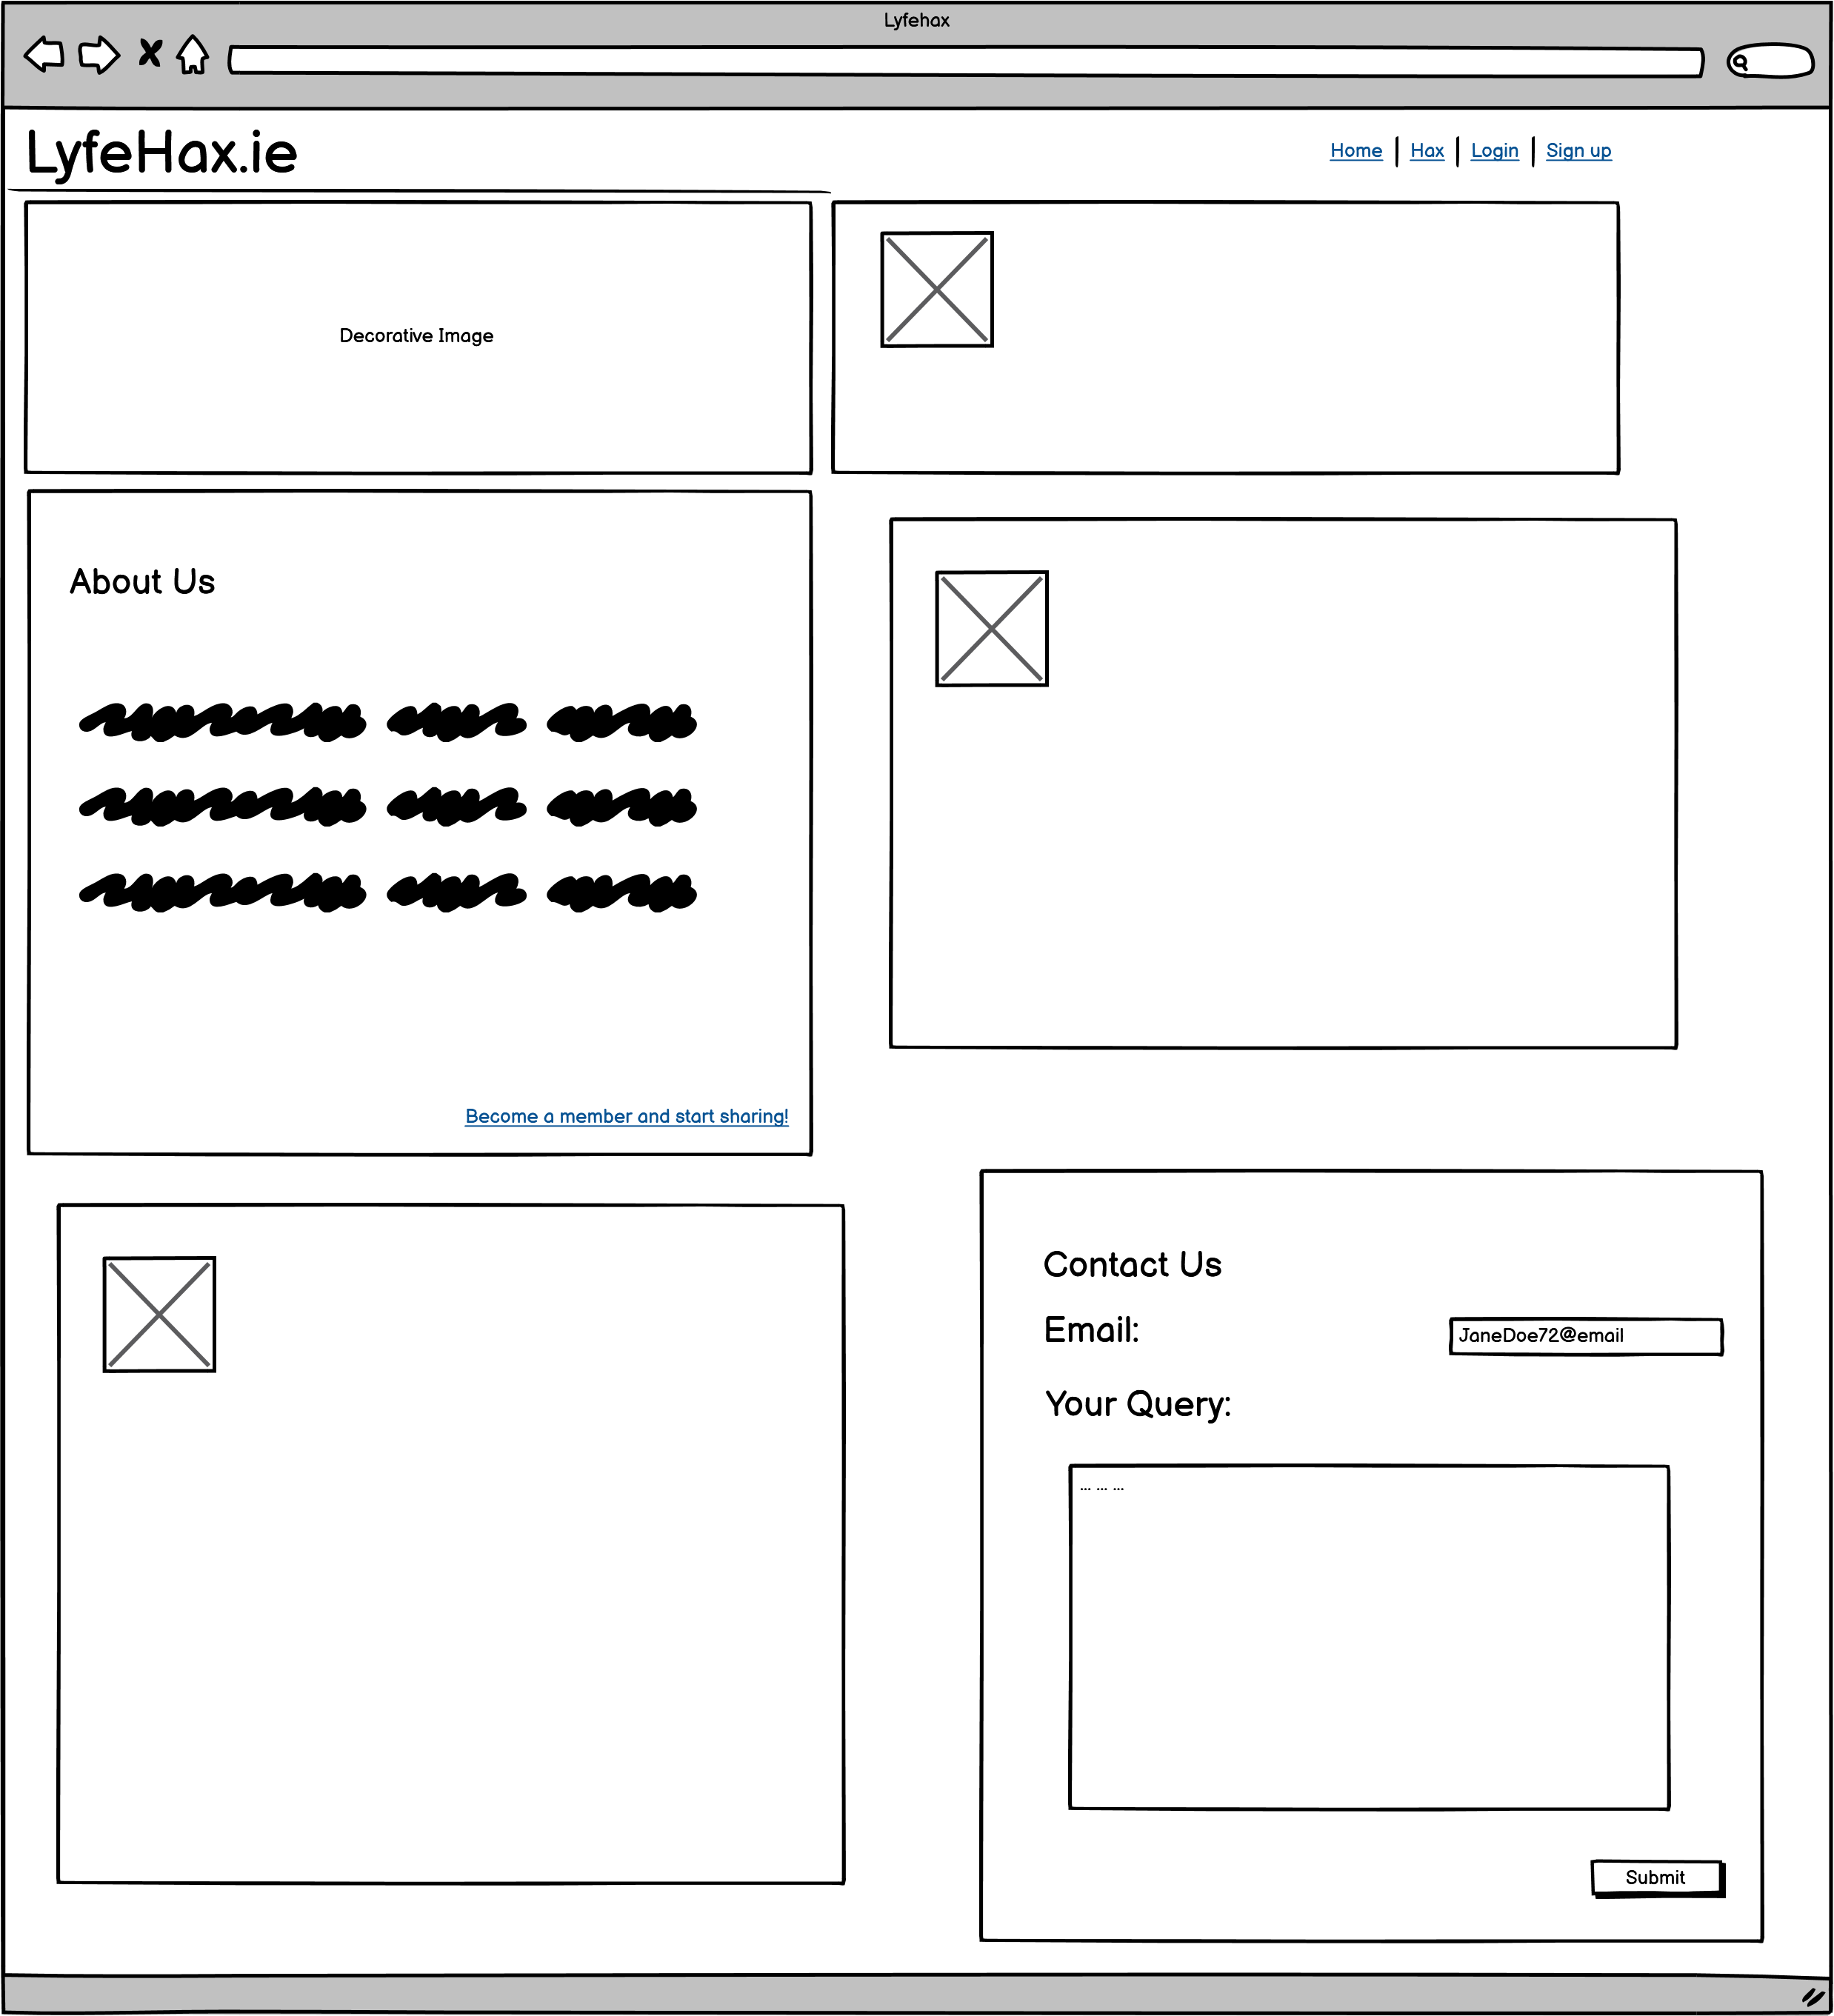 Lyfehax
LyfeHax.ie
Home | Hax | Login | Sign up
Decorative Image
About Us
Become a member and start sharing!
Contact Us
Email:
JaneDoe72@email
Your Query:
... ... ...
Submit